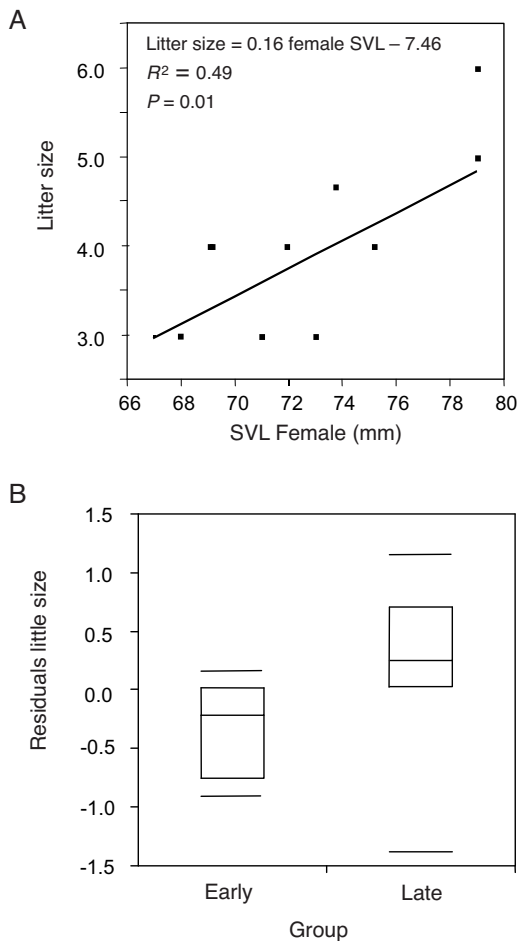 A
Litter size = 0.16 female SVL – 7.46
R² = 0.49
P = 0.01
Litter size
6.0
5.0
4.0
3.0
66 68 70 72 74 76 78 80
SVL Female (mm)
B
Residuals little size
1.5
1.0
0.5
0.0
-0.5
-1.0
-1.5
Early Late
Group